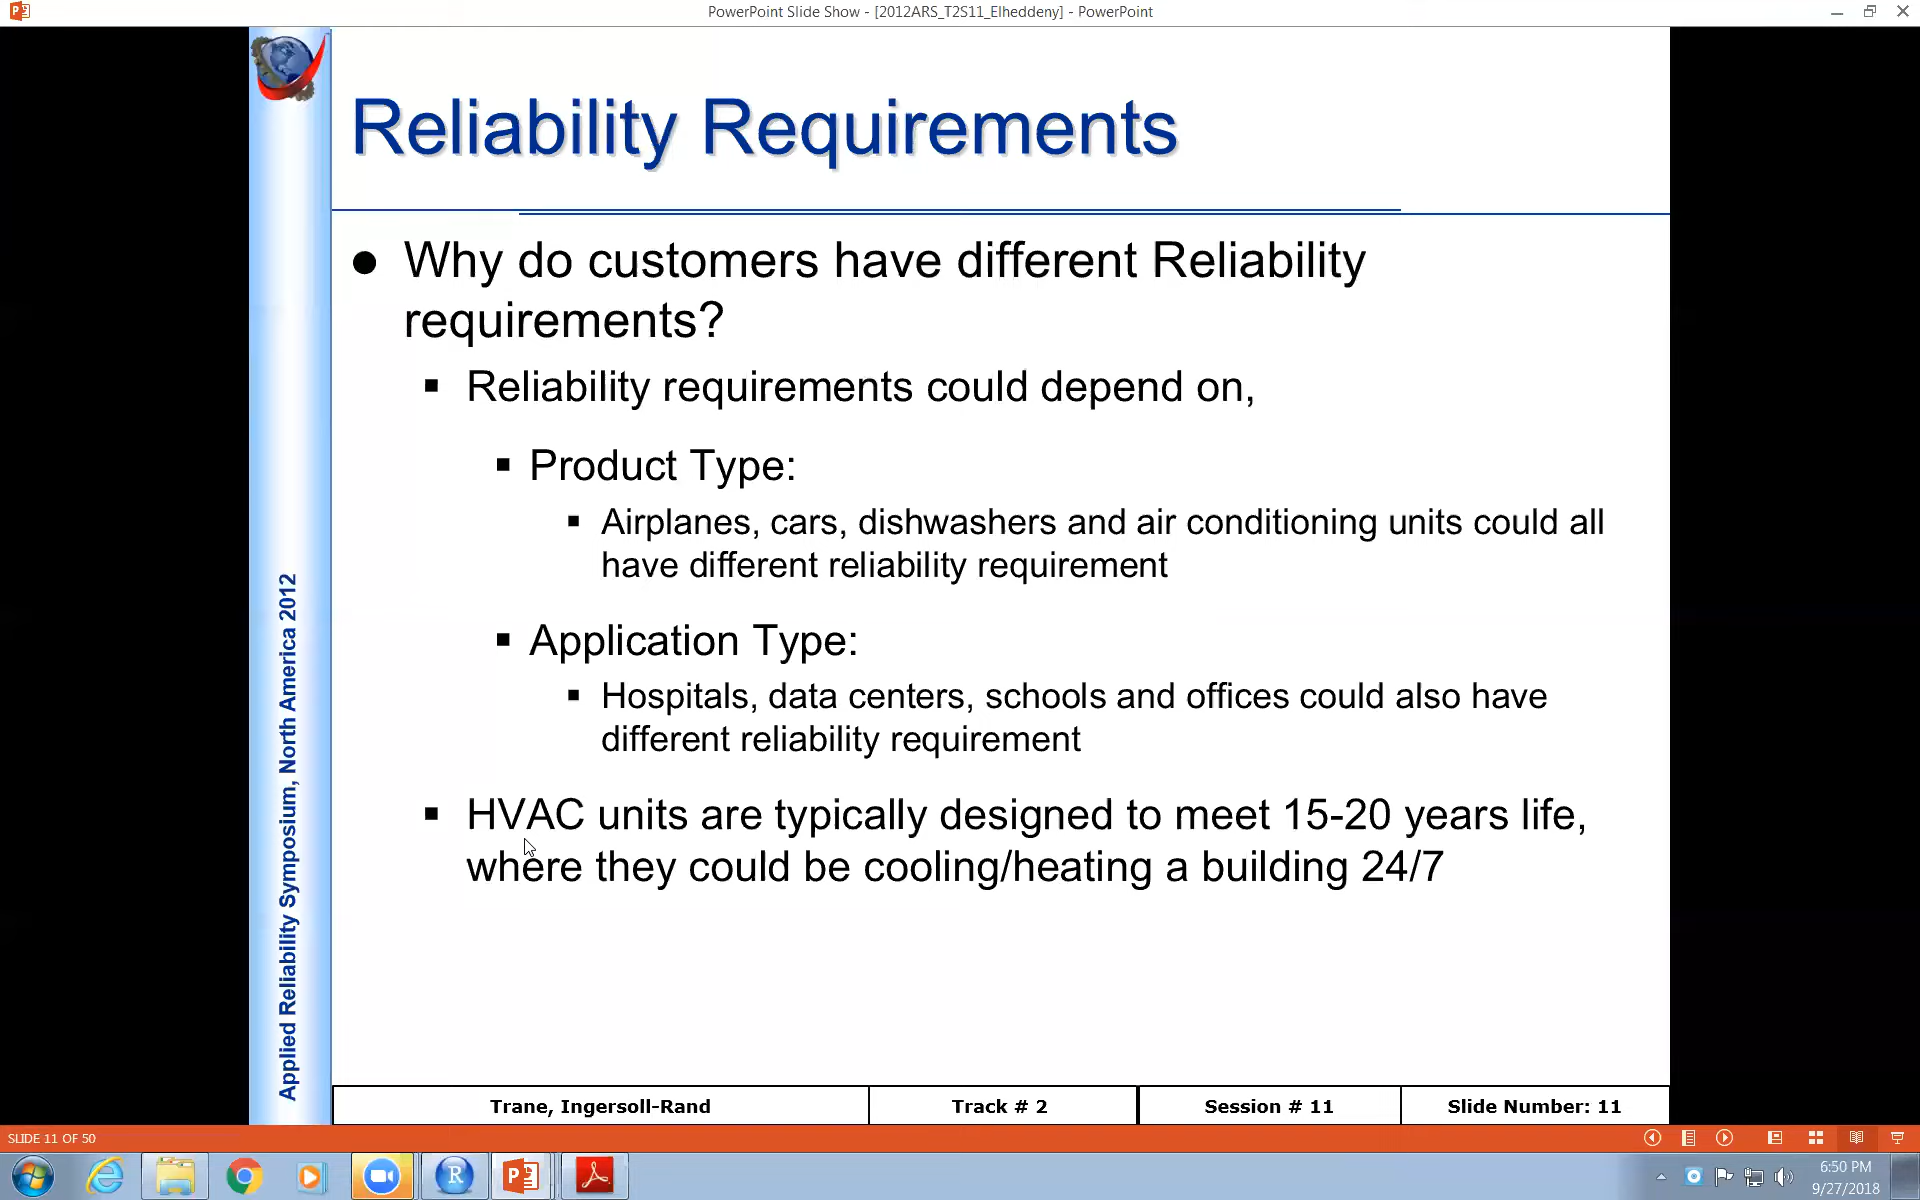 PowerPoint Slide Show - [2012ARS_T2S11_Elheddeny] - PowerPoint
Reliability Requirements
Why do customers have different Reliability
requirements?
Reliability requirements could depend on,
Product Type:
Airplanes, cars, dishwashers and air conditioning units could all
have different reliability requirement
Application Type:
Hospitals, data centers, schools and offices could also have
different reliability requirement
HVAC units are typically designed to meet 15-20 years life,
where they could be cooling/heating a building 24/7
Applied Reliability Symposium, North America 2012
Trane, Ingersoll-Rand
Track # 2
Session # 11
Slide Number: 11
SLIDE 11 OF 50
6:50 PM
9/27/2018